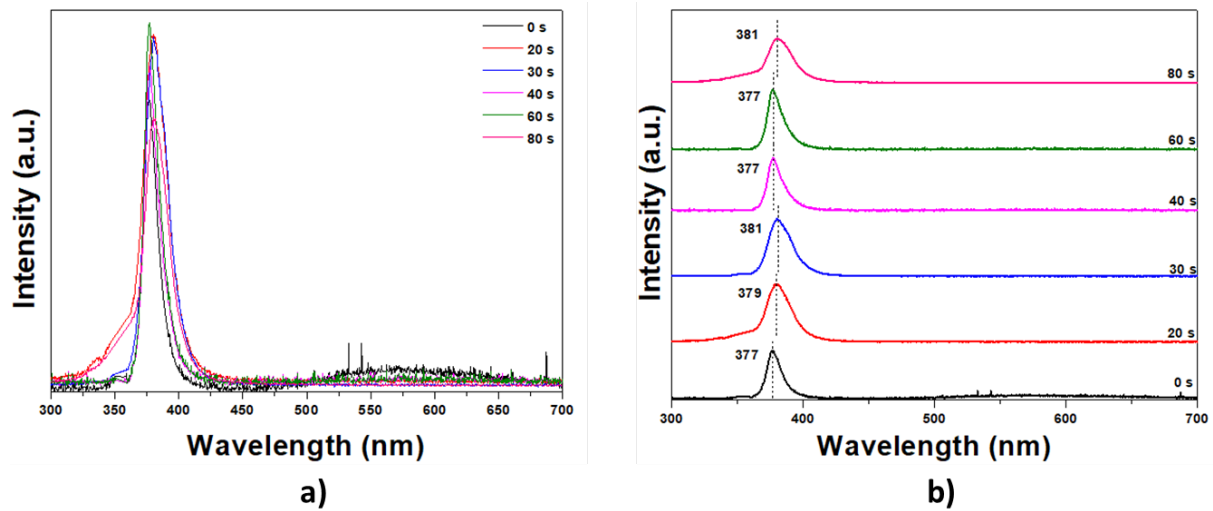 0 s
20 s
30 s
40 s
60 s
80 s
Intensity (a.u.)
300 350 400 450 500 550 600 650 700
Wavelength (nm)
a)
381
80 s
377
60 s
377
40 s
381
30 s
379
20 s
377
0 s
Intensity (a.u.)
300 400 500 600 700
Wavelength (nm)
b)